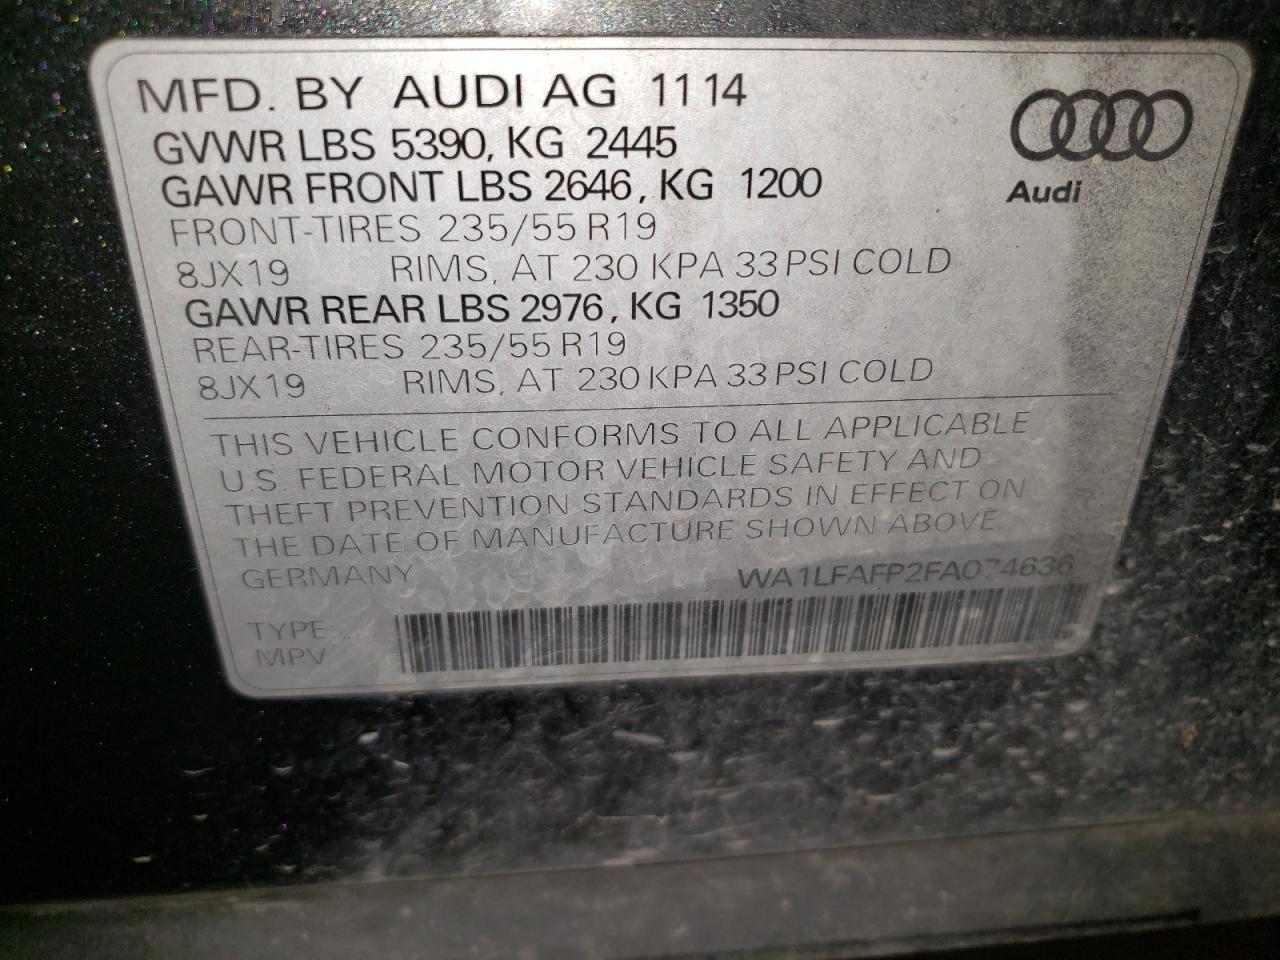 MFD. BY AUDI AG 11 14
GVWR LBS 5390, KG 2445
GAWR FRONT LBS 2646, KG 1200
FRONT-TIRES 235/55 R19
8JX19 RIMS, AT 230 KPA 33 PSI COLD
GAWR REAR LBS 2976, KG 1350
REAR-TIRES 235/55 R19
8JX19 RIMS, AT 230 KPA 33 PSI COLD
Audi
THIS VEHICLE CONFORMS TO ALL APPLICABLE
U.S. FEDERAL MOTOR VEHICLE SAFETY AND
THEFT PREVENTION STANDARDS IN EFFECT ON
THE DATE OF MANUFACTURE SHOWN ABOVE.
GERMANY WA1LFAFP2FA074636
TYPE
MPV